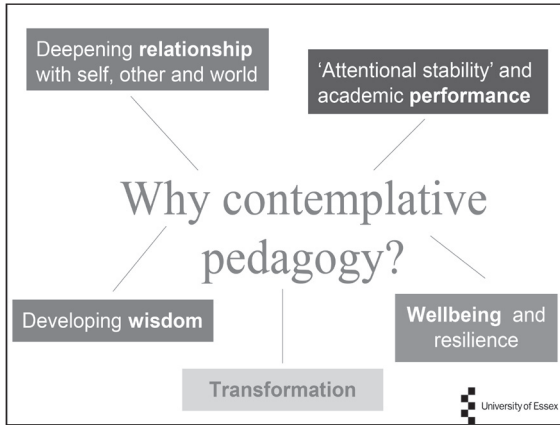 Deepening relationship
with self, other and world
‘Attentional stability’ and
academic performance
Why contemplative
pedagogy?
Developing wisdom
Wellbeing and
resilience
Transformation
University of Essex